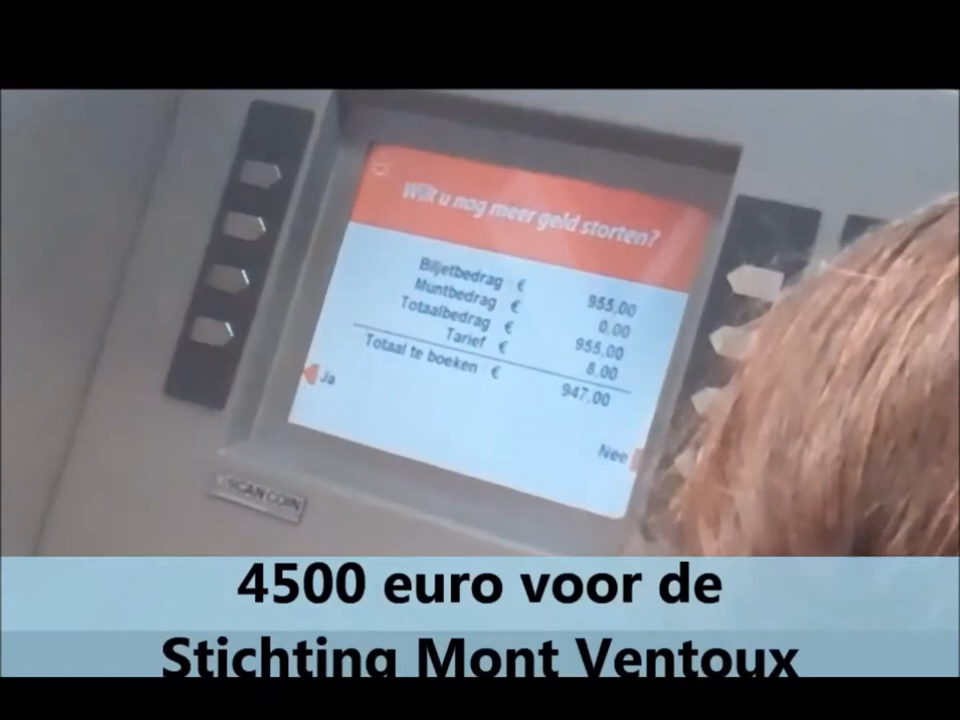 Wilt u nog meer geld storten?
Biljetbedrag € 955,00
Muntbedrag € 0,00
Totaalbedrag € 955,00
Tarief € 8,00
Totaal te boeken € 947,00
Ja
Nee
SCAN COIN
4500 euro voor de
Stichting Mont Ventoux